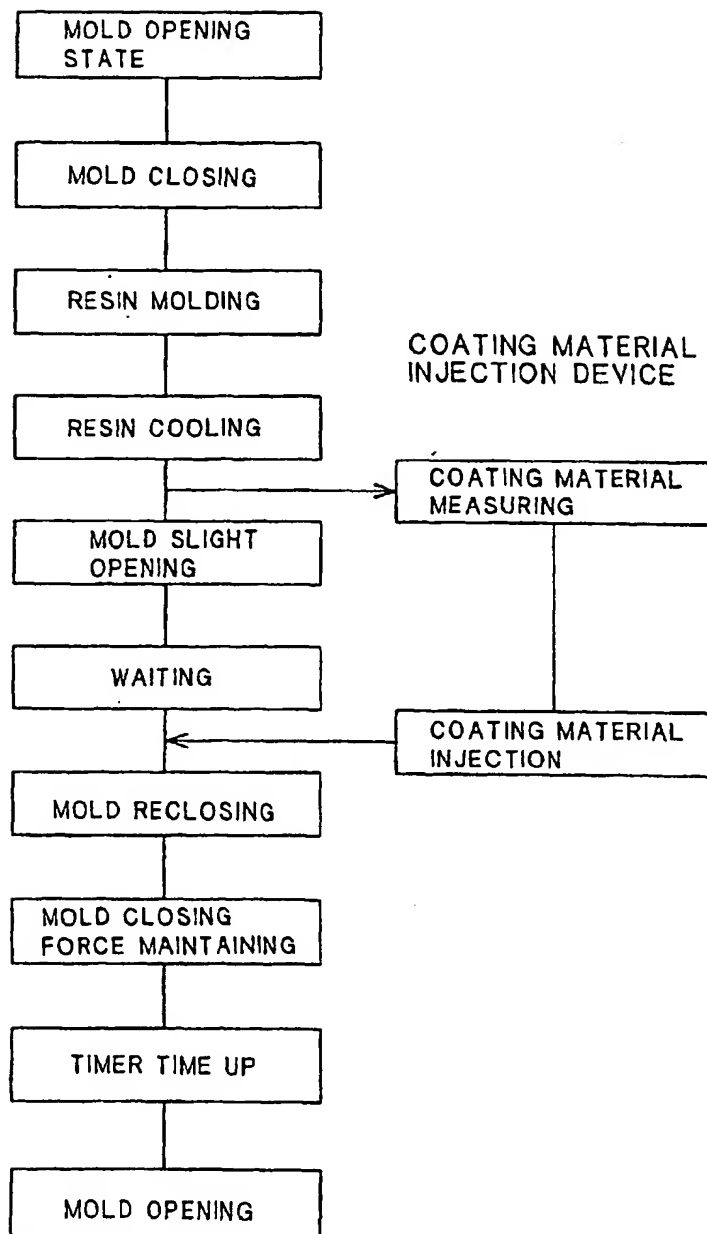 MOLD OPENING
STATE
MOLD CLOSING
RESIN MOLDING
RESIN COOLING
MOLD SLIGHT
OPENING
WAITING
MOLD RECLOSING
MOLD CLOSING
FORCE MAINTAINING
TIMER TIME UP
MOLD OPENING
COATING MATERIAL
INJECTION DEVICE
COATING MATERIAL
MEASURING
COATING MATERIAL
INJECTION